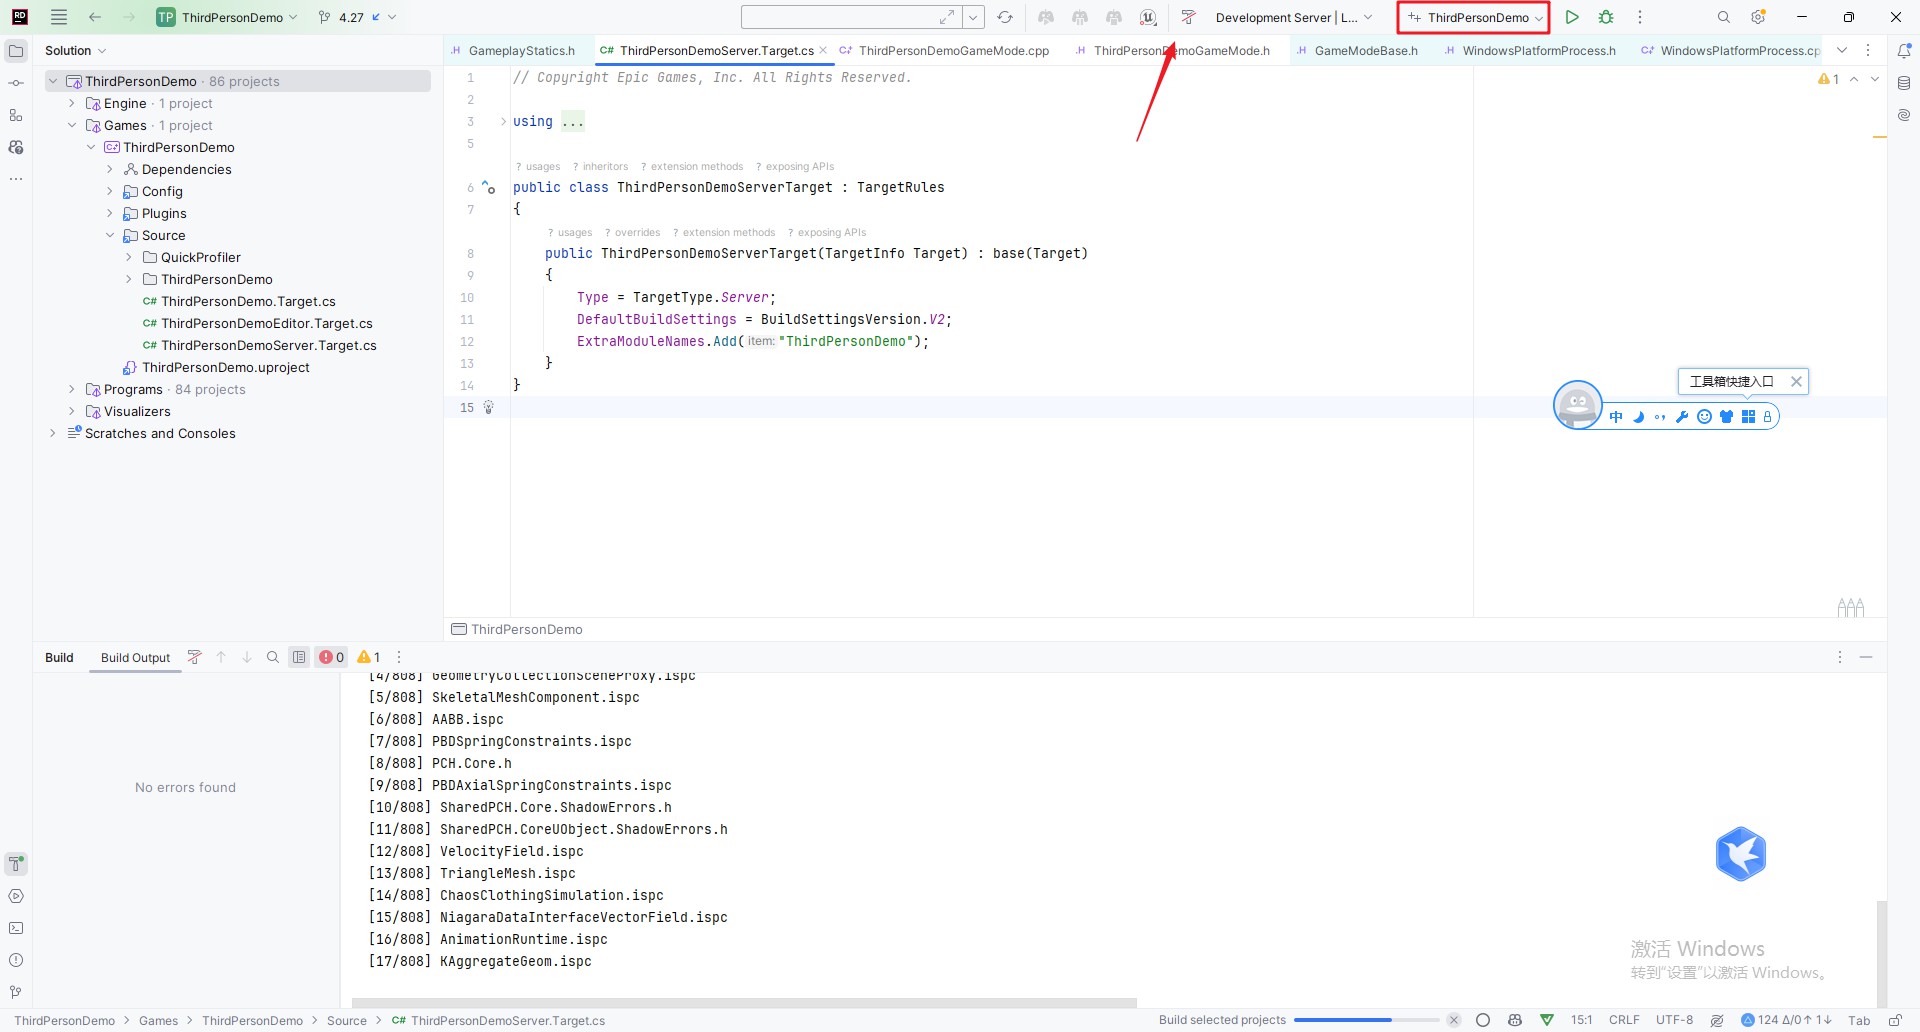 RD
TP ThirdPersonDemo
4.27
Development Server | L...
ThirdPersonDemo
Solution
GameplayStatics.h
C# ThirdPersonDemoServer.Target.cs
ThirdPersonDemoGameMode.cpp
ThirdPersonDemoGameMode.h
GameModeBase.h
WindowsPlatformProcess.h
WindowsPlatformProcess.cp
ThirdPersonDemo · 86 projects
Engine · 1 project
Games · 1 project
ThirdPersonDemo
Dependencies
Config
Plugins
Source
QuickProfiler
ThirdPersonDemo
C# ThirdPersonDemo.Target.cs
C# ThirdPersonDemoEditor.Target.cs
C# ThirdPersonDemoServer.Target.cs
ThirdPersonDemo.uproject
Programs · 84 projects
Visualizers
Scratches and Consoles
1 // Copyright Epic Games, Inc. All Rights Reserved.
2
3 using ...
5
? usages ? inheritors ? extension methods ? exposing APIs
6 public class ThirdPersonDemoServerTarget : TargetRules
7 {
? usages ? overrides ? extension methods ? exposing APIs
8 public ThirdPersonDemoServerTarget(TargetInfo Target) : base(Target)
9 {
10 Type = TargetType.Server;
11 DefaultBuildSettings = BuildSettingsVersion.V2;
12 ExtraModuleNames.Add( item: "ThirdPersonDemo");
13 }
14 }
15
1
工具箱快捷入口
中
ThirdPersonDemo
Build
Build Output
0
1
No errors found
[4/808] GeometryCollectionSceneProxy.ispc
[5/808] SkeletalMeshComponent.ispc
[6/808] AABB.ispc
[7/808] PBDSpringConstraints.ispc
[8/808] PCH.Core.h
[9/808] PBDAxialSpringConstraints.ispc
[10/808] SharedPCH.Core.ShadowErrors.h
[11/808] SharedPCH.CoreUObject.ShadowErrors.h
[12/808] VelocityField.ispc
[13/808] TriangleMesh.ispc
[14/808] ChaosClothingSimulation.ispc
[15/808] NiagaraDataInterfaceVectorField.ispc
[16/808] AnimationRuntime.ispc
[17/808] KAggregateGeom.ispc
激活 Windows
转到"设置"以激活 Windows。
ThirdPersonDemo > Games > ThirdPersonDemo > Source > C# ThirdPersonDemoServer.Target.cs
Build selected projects
15:1
CRLF
UTF-8
124 Δ/0↑ 1↓
Tab